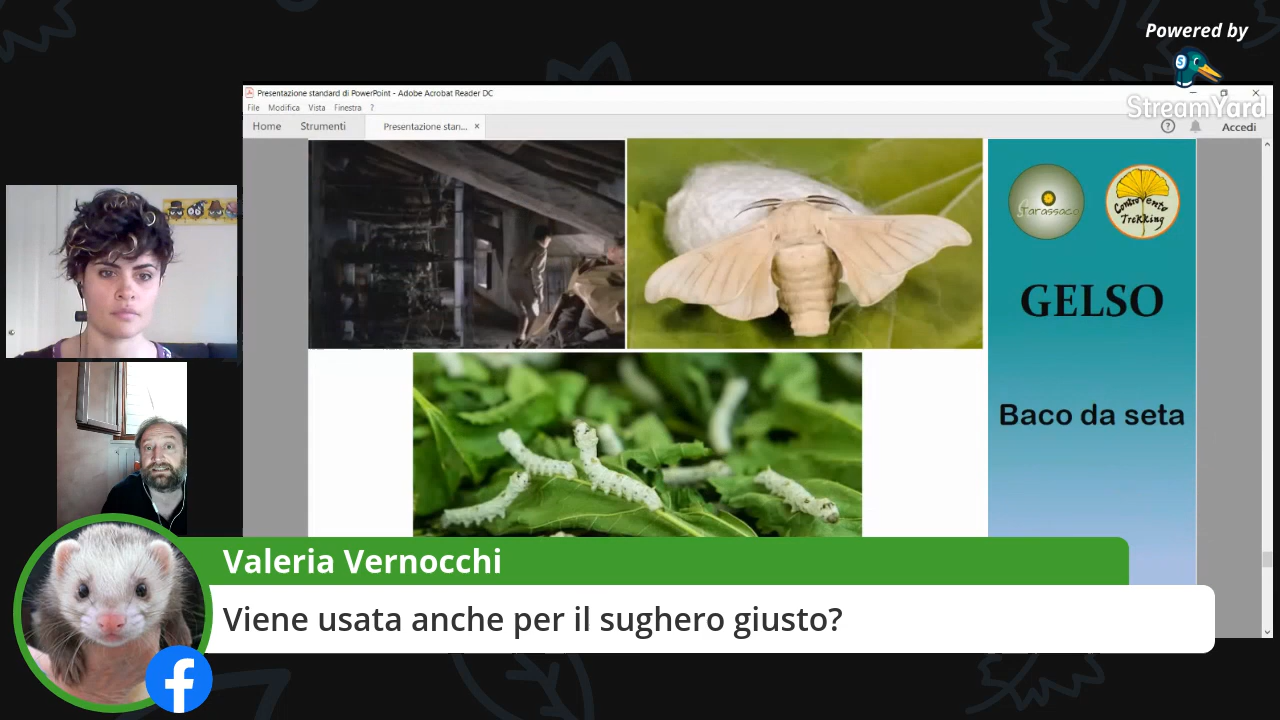 Powered by
StreamYard
Presentazione standard di PowerPoint - Adobe Acrobat Reader DC
File Modifica Vista Finestra ?
Home Strumenti Presentazione stan... × Accedi
Tarassaco
ControVento
Trekking
GELSO
Baco da seta
Valeria Vernocchi
Viene usata anche per il sughero giusto?